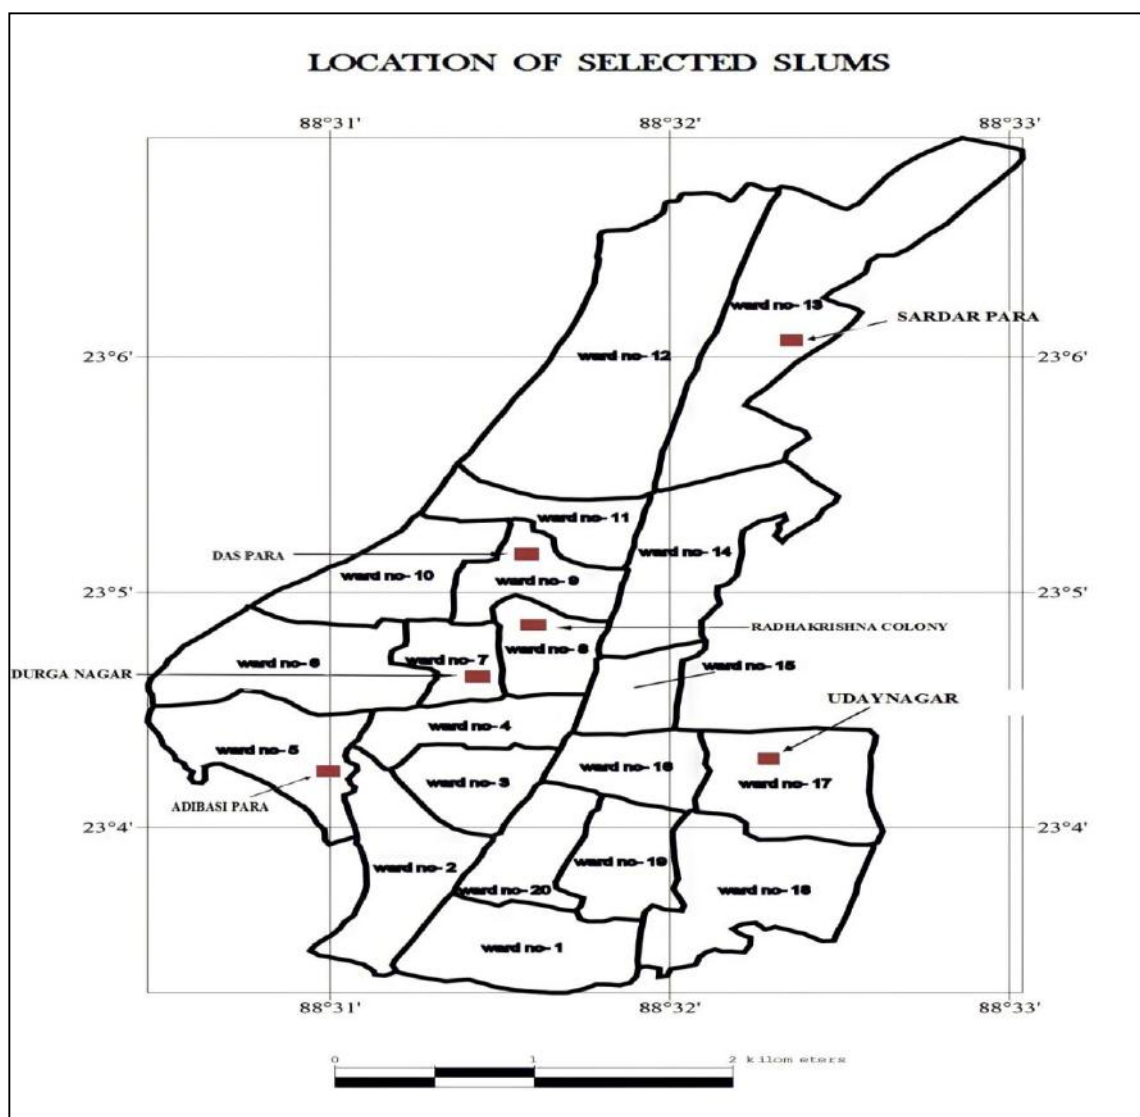 LOCATION OF SELECTED SLUMS
88°31' 88°32' 88°33'
ward no- 13
SARDAR PARA
23°6' ward no- 12 23°6'
ward no- 11
DAS PARA ward no- 14
ward no- 10 ward no- 9
23°5' 23°5'
RADHAKRISHNA COLONY
ward no- 8
ward no- 6 ward no- 7 ward no- 15
DURGA NAGAR
UDAYNAGAR
ward no- 4
ward no- 5
ward no- 16
ward no- 3 ward no- 17
ADIBASI PARA
23°4' 23°4'
ward no- 2 ward no- 19
ward no- 20 ward no- 18
ward no- 1
88°31' 88°32' 88°33'
0 1 2 kilom eters